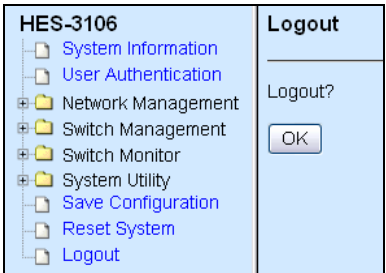 HES-3106
System Information
User Authentication
Network Management
Switch Management
Switch Monitor
System Utility
Save Configuration
Reset System
Logout
Logout
Logout?
OK